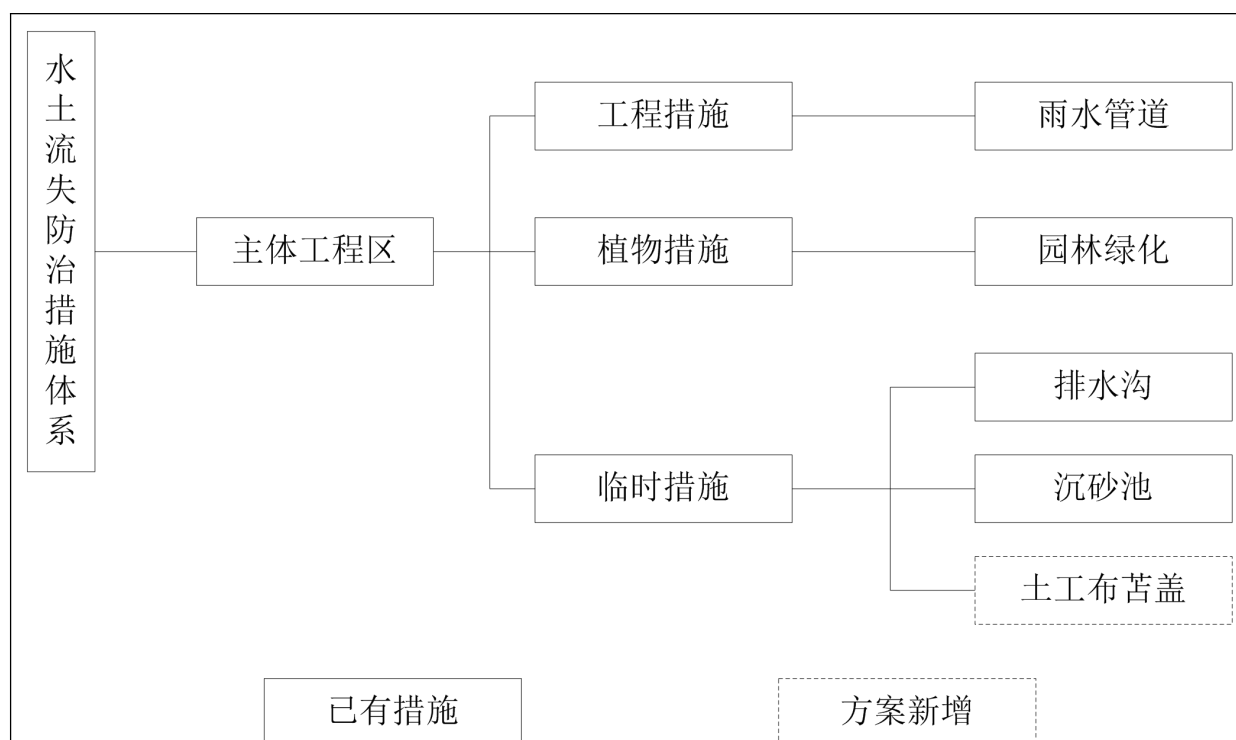 水土流失防治措施体系
主体工程区
工程措施
雨水管道
植物措施
园林绿化
临时措施
排水沟
沉砂池
土工布苫盖
已有措施
方案新增